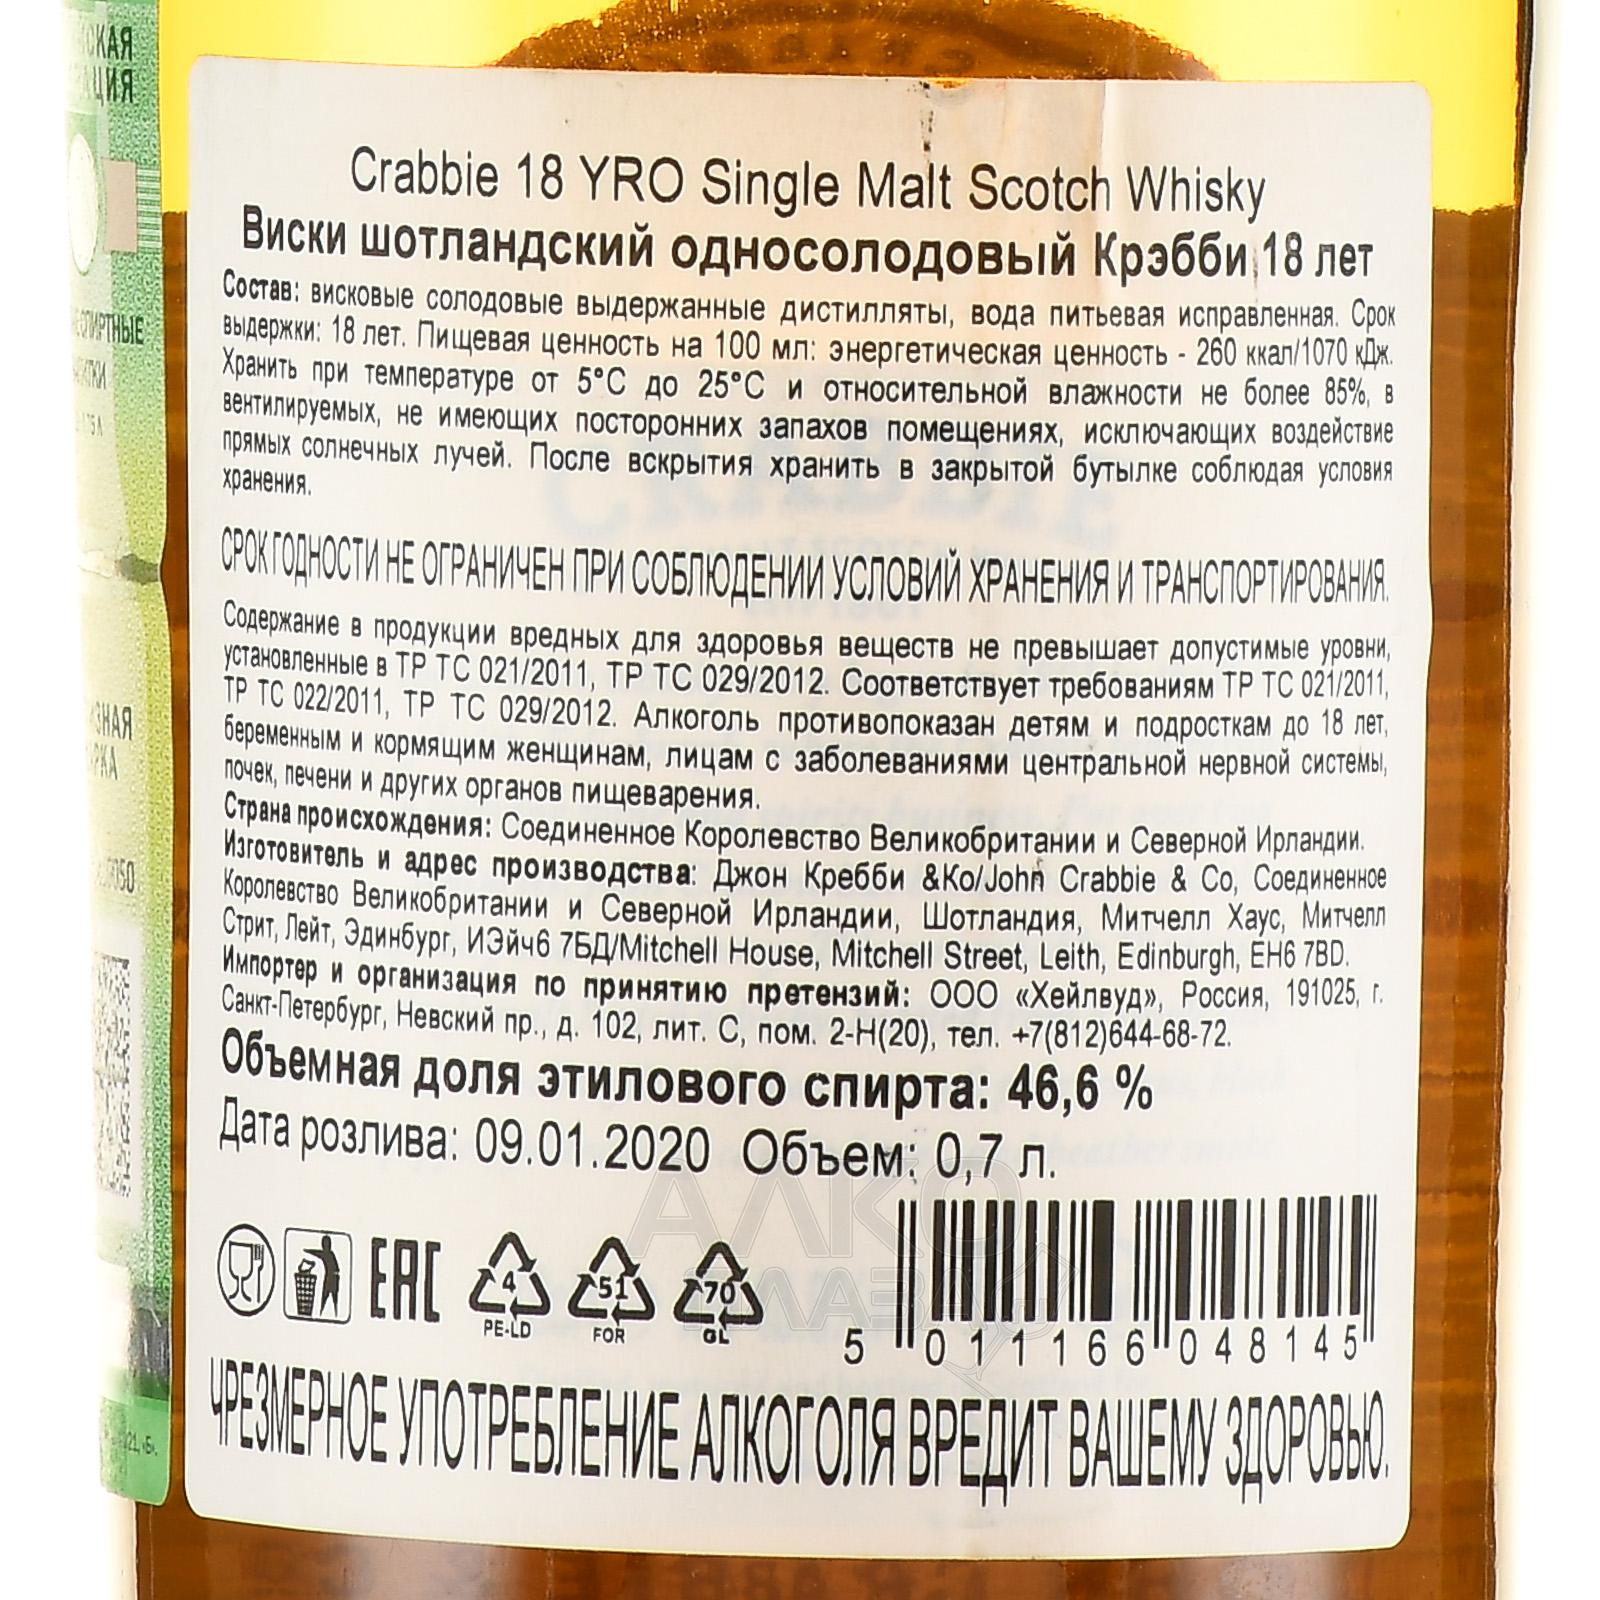 Crabbie 18 YRO Single Malt Scotch Whisky
Виски шотландский односолодовый Крэбби 18 лет
Состав: висковые солодовые выдержанные дистилляты, вода питьевая исправленная. Срок
выдержки: 18 лет. Пищевая ценность на 100 мл: энергетическая ценность - 260 ккал/1070 кДж.
Хранить при температуре от 5°C до 25°C и относительной влажности не более 85%, в
вентилируемых, не имеющих посторонних запахов помещениях, исключающих воздействие
прямых солнечных лучей. После вскрытия хранить в закрытой бутылке соблюдая условия
хранения.
СРОК ГОДНОСТИ НЕ ОГРАНИЧЕН ПРИ СОБЛЮДЕНИИ УСЛОВИЙ ХРАНЕНИЯ И ТРАНСПОРТИРОВАНИЯ.
Содержание в продукции вредных для здоровья веществ не превышает допустимые уровни,
установленные в ТР ТС 021/2011, ТР ТС 029/2012. Соответствует требованиям ТР ТС 021/2011,
ТР ТС 022/2011, ТР ТС 029/2012. Алкоголь противопоказан детям и подросткам до 18 лет,
беременным и кормящим женщинам, лицам с заболеваниями центральной нервной системы,
почек, печени и других органов пищеварения.
Страна происхождения: Соединенное Королевство Великобритании и Северной Ирландии.
Изготовитель и адрес производства: Джон Кребби &Ко/John Crabbie & Co, Соединенное
Королевство Великобритании и Северной Ирландии, Шотландия, Митчелл Хаус, Митчелл
Стрит, Лейт, Эдинбург, ИЭйч6 7БД/Mitchell House, Mitchell Street, Leith, Edinburgh, EH6 7BD.
Импортер и организация по принятию претензий: ООО «Хейлвуд», Россия, 191025, г.
Санкт-Петербург, Невский пр., д. 102, лит. С, пом. 2-Н(20), тел. +7(812)644-68-72.
Объемная доля этилового спирта: 46,6 %
Дата розлива: 09.01.2020 Объем: 0,7 л.
EAC 4 51 70
PE-LD FOR GL
5 011166 048145
ЧРЕЗМЕРНОЕ УПОТРЕБЛЕНИЕ АЛКОГОЛЯ ВРЕДИТ ВАШЕМУ ЗДОРОВЬЮ.